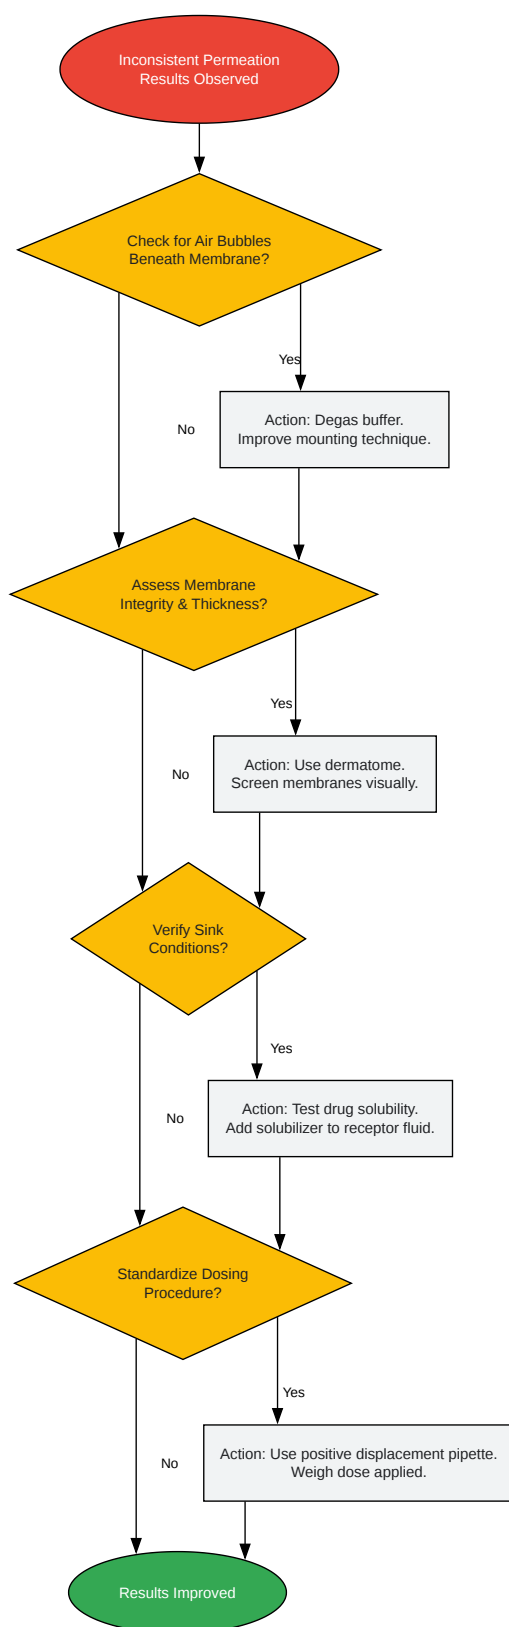 Inconsistent Permeation
Results Observed
Check for Air Bubbles
Beneath Membrane?
Yes
Action: Degas buffer.
Improve mounting technique.
No
Assess Membrane
Integrity & Thickness?
Yes
Action: Use dermatome.
Screen membranes visually.
No
Verify Sink
Conditions?
Yes
Action: Test drug solubility.
Add solubilizer to receptor fluid.
No
Standardize Dosing
Procedure?
Yes
Action: Use positive displacement pipette.
Weigh dose applied.
No
Results Improved